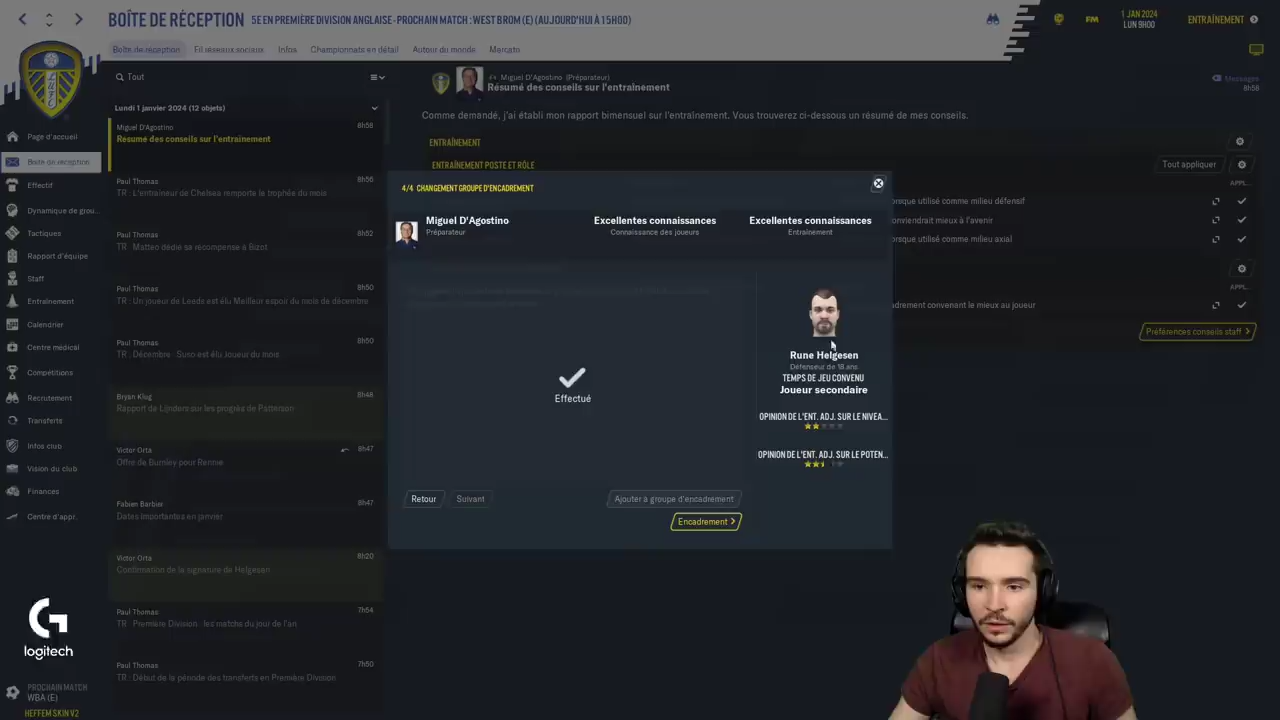 BOÎTE DE RÉCEPTION
5E EN PREMIÈRE DIVISION ANGLAISE - PROCHAIN MATCH : WEST BROM (E) (AUJOURD'HUI À 15H00)
FM
1 JAN 2024
LUN 9H00
ENTRAÎNEMENT
Boîte de réception
Fil réseaux sociaux
Infos
Championnats en détail
Autour du monde
Mercato
Tout
Miguel D'Agostino (Préparateur)
Résumé des conseils sur l'entraînement
Messages
8h58
Lundi 1 janvier 2024 (12 objets)
Comme demandé, j'ai établi mon rapport bimensuel sur l'entraînement. Vous trouverez ci-dessous un résumé de mes conseils.
Miguel D'Agostino
8h58
Résumé des conseils sur l'entraînement
ENTRAÎNEMENT
ENTRAÎNEMENT POSTE ET RÔLE
Tout appliquer
APPL...
Page d'accueil
Boîte de réception
Effectif
Dynamique de grou...
Tactiques
Rapport d'équipe
Staff
Entraînement
Calendrier
Centre médical
Compétitions
Recrutement
Transferts
Infos club
Vision du club
Finances
Centre d'appr.
Paul Thomas
8h56
TR : L'entraîneur de Chelsea remporte le trophée du mois
Paul Thomas
8h52
TR : Matteo dédie sa récompense à Bizot
Paul Thomas
8h50
TR : Un joueur de Leeds est élu Meilleur espoir du mois de décembre
Paul Thomas
8h50
TR : Décembre : Suno est élu Joueur du mois
Bryan Klug
8h48
Rapport de Lijnders sur les progrès de Patterson
Victor Orta
8h47
Offre de Burnley pour Renme
Fabien Barbier
8h47
Dates importantes en janvier
Victor Orta
8h20
Confirmation de la signature de Helgesen
Paul Thomas
7h54
TR : Première Division : les matchs du jour de l'an
Paul Thomas
7h50
TR : Début de la période des transferts en Première Division
4/4 CHANGEMENT GROUPE D'ENCADREMENT
Miguel D'Agostino
Préparateur
Excellentes connaissances
Connaissance des joueurs
Excellentes connaissances
Entraînement
orsque utilisé comme milieu défensif
conviendrait mieux à l'avenir
orsque utilisé comme milieu axial
APPL...
drement convenant le mieux au joueur
Préférences conseils staff
Effectué
Rune Helgesen
Défenseur de 18 ans
TEMPS DE JEU CONVENU
Joueur secondaire
OPINION DE L'ENT. ADJ. SUR LE NIVEA...
OPINION DE L'ENT. ADJ. SUR LE POTEN...
Retour
Suivant
Ajouter à groupe d'encadrement
Encadrement
logitech
PROCHAIN MATCH
WBA (E)
HEFFEM SKIN V2